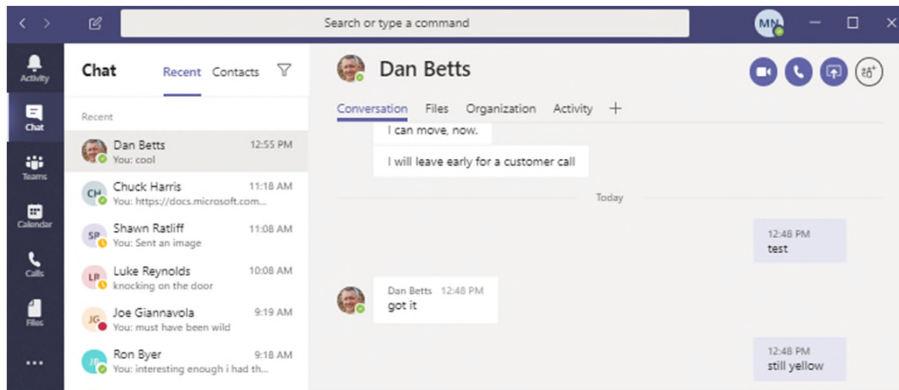 Search or type a command
MN
Activity
Chat
Teams
Calendar
Calls
Files
Chat Recent Contacts
Recent
Dan Betts 12:55 PM
You: cool
CH
Chuck Harris 11:18 AM
You: https://docs.microsoft.com...
SP
Shawn Ratliff 11:08 AM
You: Sent an image
LR
Luke Reynolds 10:08 AM
knocking on the door
JG
Joe Giannavola 9:19 AM
You: must have been wild
Ron Byer 9:18 AM
You: interesting enough i had th...
Dan Betts
Conversation Files Organization Activity
I can move, now.
I will leave early for a customer call
Today
12:48 PM
test
Dan Betts 12:48 PM
got it
12:48 PM
still yellow